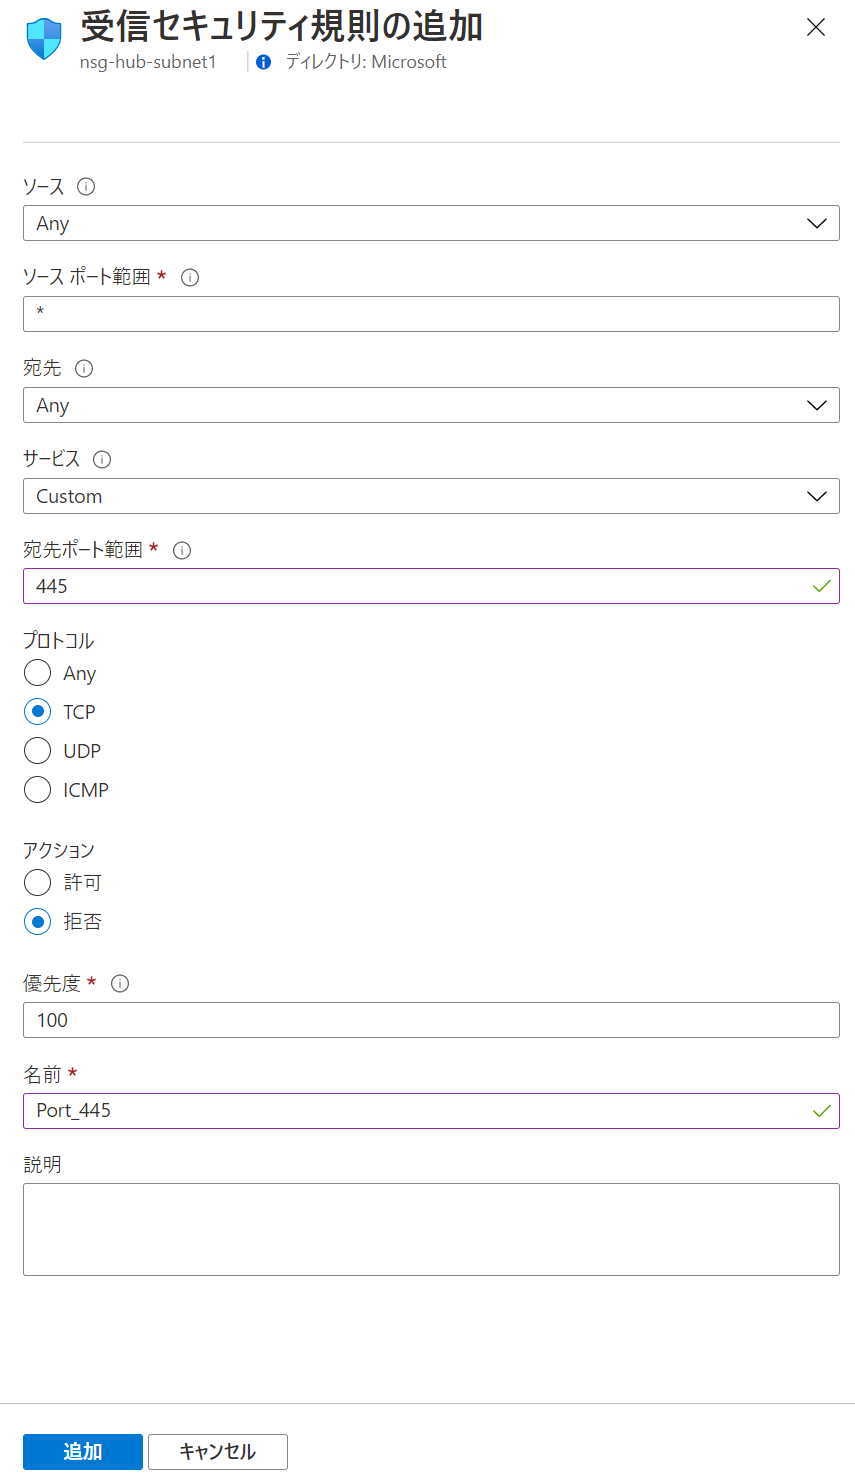 受信セキュリティ規則の追加
nsg-hub-subnet1 ディレクトリ: Microsoft
ソース
Any
ソース ポート範囲 *
*
宛先
Any
サービス
Custom
宛先ポート範囲 *
445
プロトコル
Any
TCP
UDP
ICMP
アクション
許可
拒否
優先度 *
100
名前 *
Port_445
説明
追加 キャンセル